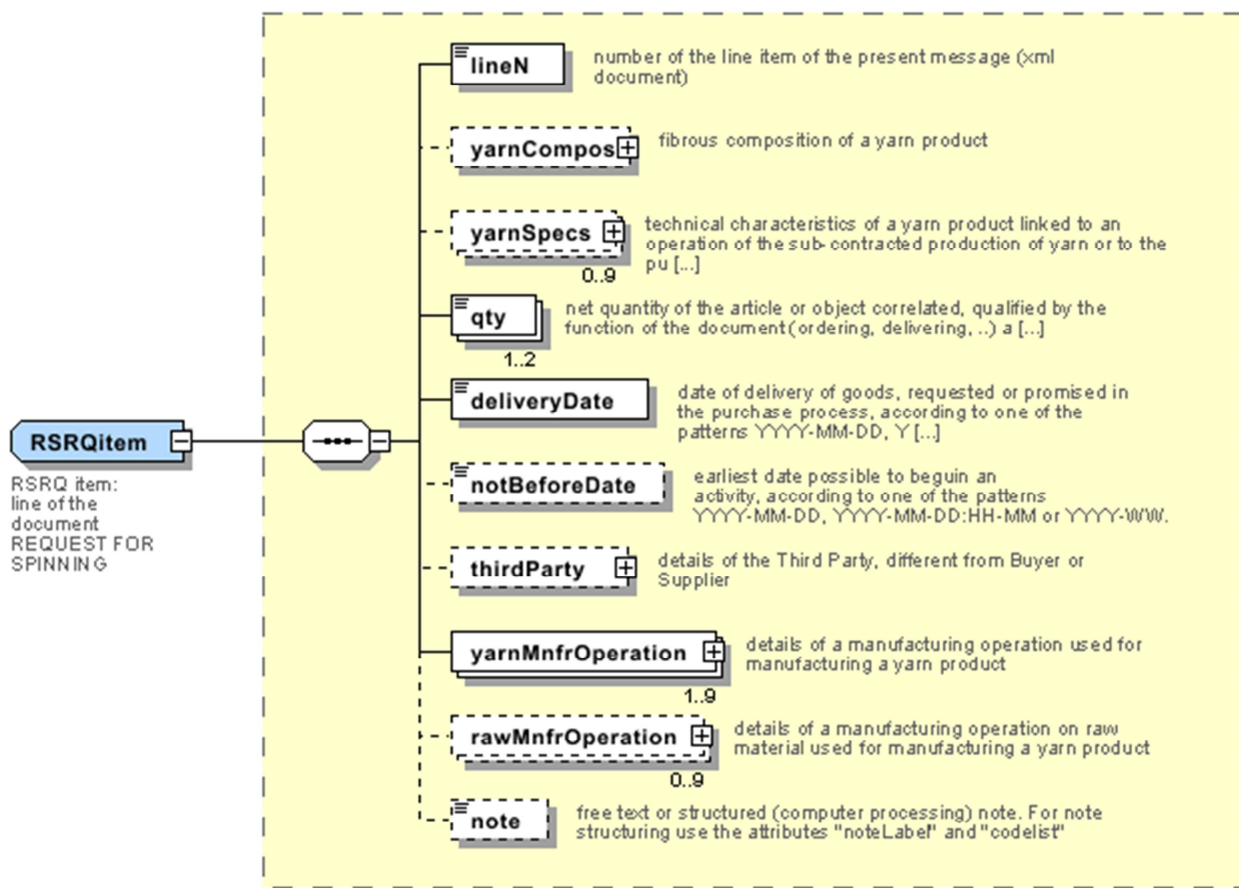 lineN
number of the line item of the present message (xml
document)
yarnCompos
fibrous composition of a yarn product
yarnSpecs
technical characteristics of a yarn product linked to an
operation of the sub-contracted production of yarn or to the
pu [...]
0..9
qty
net quantity of the article or object correlated, qualified by the
function of the document (ordering, delivering, ..) a [...]
1..2
deliveryDate
date of delivery of goods, requested or promised in
the purchase process, according to one of the
patterns YYYY-MM-DD, Y [...]
RSRQitem
RSRQ item:
line of the
document
REQUEST FOR
SPINNING
notBeforeDate
earliest date possible to beguin an
activity, according to one of the patterns
YYYY-MM-DD, YYYY-MM-DD:HH-MM or YYYY-WW.
thirdParty
details of the Third Party, different from Buyer or
Supplier
yarnMnfrOperation
details of a manufacturing operation used for
manufacturing a yarn product
1..9
rawMnfrOperation
details of a manufacturing operation on raw
material used for manufacturing a yarn product
0..9
note
free text or structured (computer processing) note. For note
structuring use the attributes "noteLabel" and "codelist"